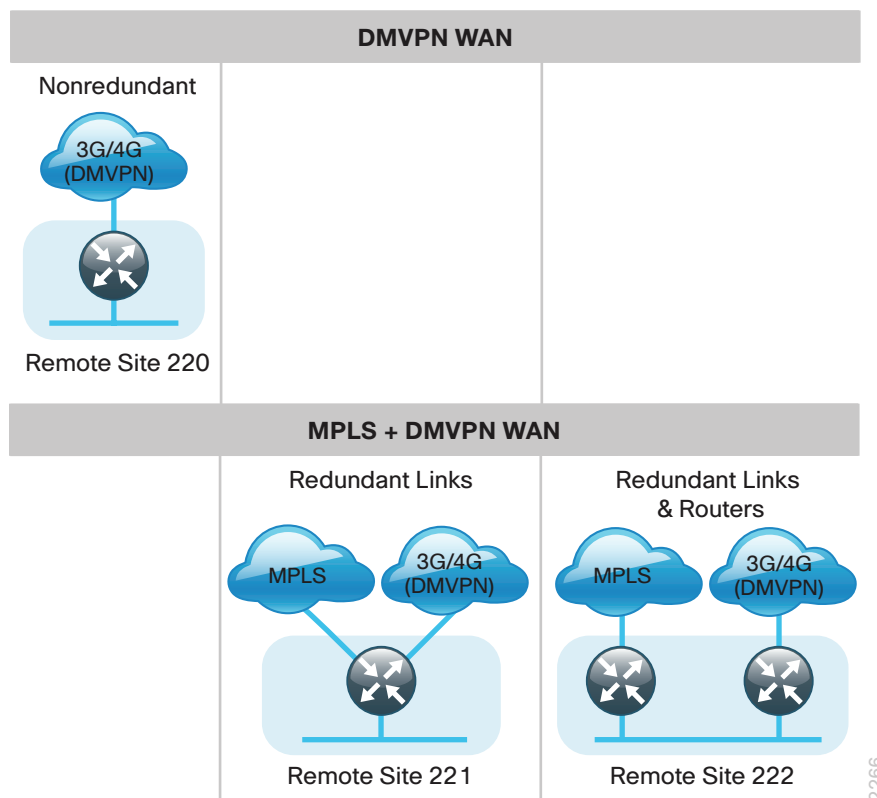 DMVPN WAN
Nonredundant
3G/4G
(DMVPN)
Remote Site 220
MPLS + DMVPN WAN
Redundant Links
MPLS
3G/4G
(DMVPN)
Remote Site 221
Redundant Links
& Routers
MPLS
3G/4G
(DMVPN)
Remote Site 222